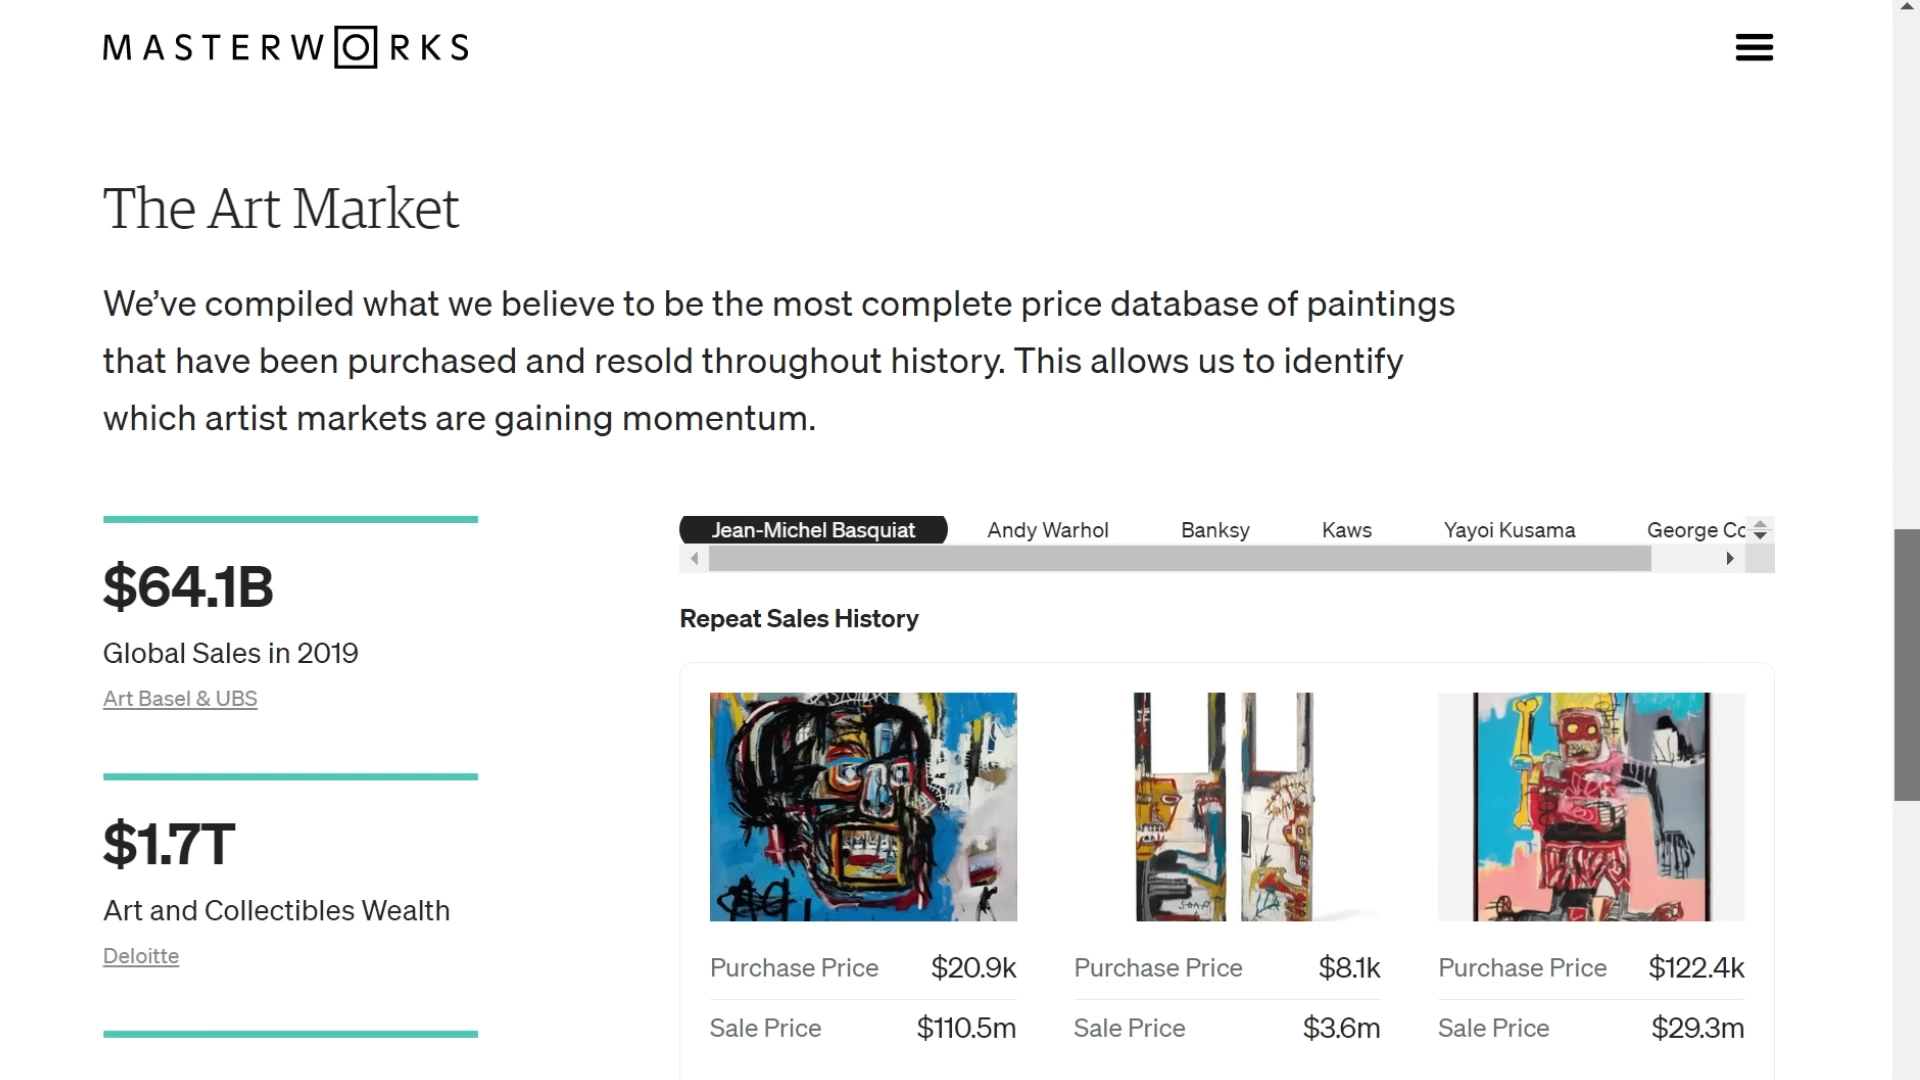 MASTERWORKS
The Art Market
We’ve compiled what we believe to be the most complete price database of paintings
that have been purchased and resold throughout history. This allows us to identify
which artist markets are gaining momentum.
$64.1B
Global Sales in 2019
Art Basel & UBS
$1.7T
Art and Collectibles Wealth
Deloitte
Jean-Michel Basquiat Andy Warhol Banksy Kaws Yayoi Kusama George Co
Repeat Sales History
Purchase Price $20.9k Purchase Price $8.1k Purchase Price $122.4k
Sale Price $110.5m Sale Price $3.6m Sale Price $29.3m